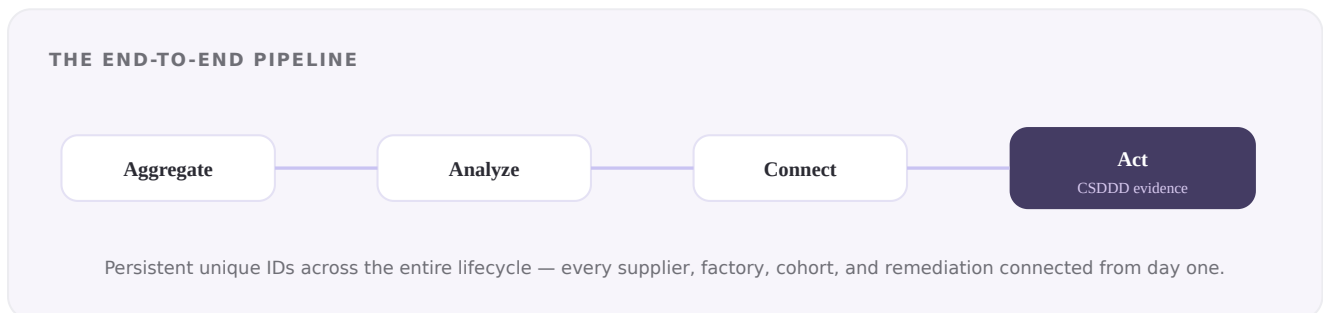 THE END-TO-END PIPELINE
Aggregate
Analyze
Connect
Act
CSDDD evidence
Persistent unique IDs across the entire lifecycle — every supplier, factory, cohort, and remediation connected from day one.